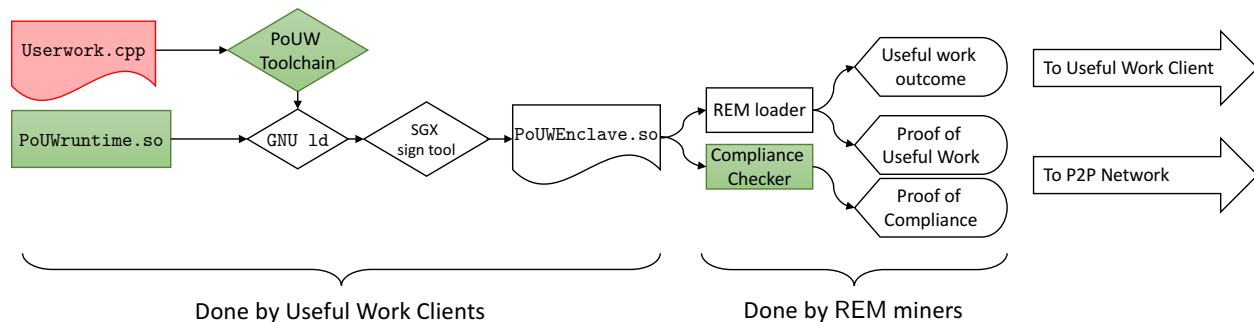 Userwork.cpp
PoUW
Toolchain
PoUWruntime.so
GNU ld
SGX
sign tool
PoUWEnclave.so
REM loader
Compliance
Checker
Useful work
outcome
Proof of
Useful Work
Proof of
Compliance
To Useful Work Client
To P2P Network
Done by Useful Work Clients
Done by REM miners